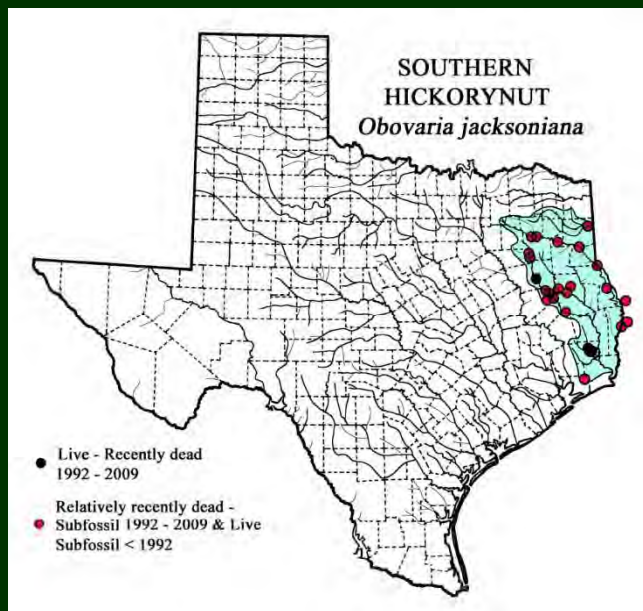 SOUTHERN
HICKORYNUT
Obovaria jacksoniana
Live - Recently dead
1992 - 2009
Relatively recently dead -
Subfossil 1992 - 2009 & Live
Subfossil < 1992